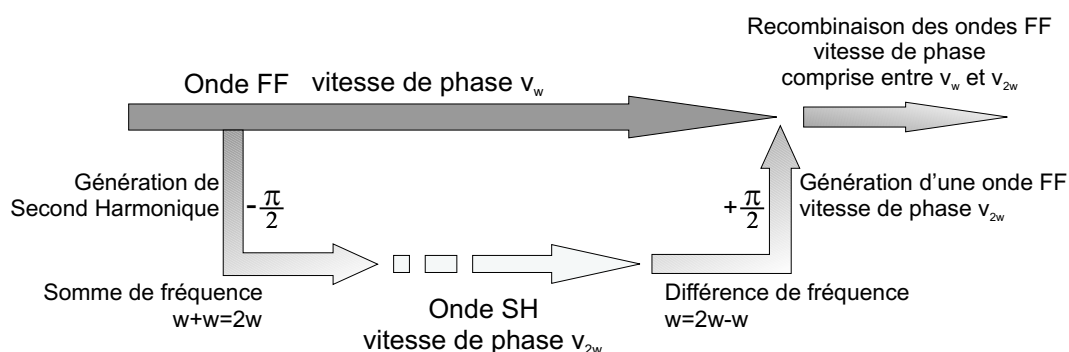 Recombinaison des ondes FF
vitesse de phase
comprise entre v_w et v_2w
Onde FF vitesse de phase v_w
Génération de
Second Harmonique
-π/2
+π/2
Génération d'une onde FF
vitesse de phase v_2w
Somme de fréquence
w+w=2w
Onde SH
vitesse de phase v_2w
Différence de fréquence
w=2w-w